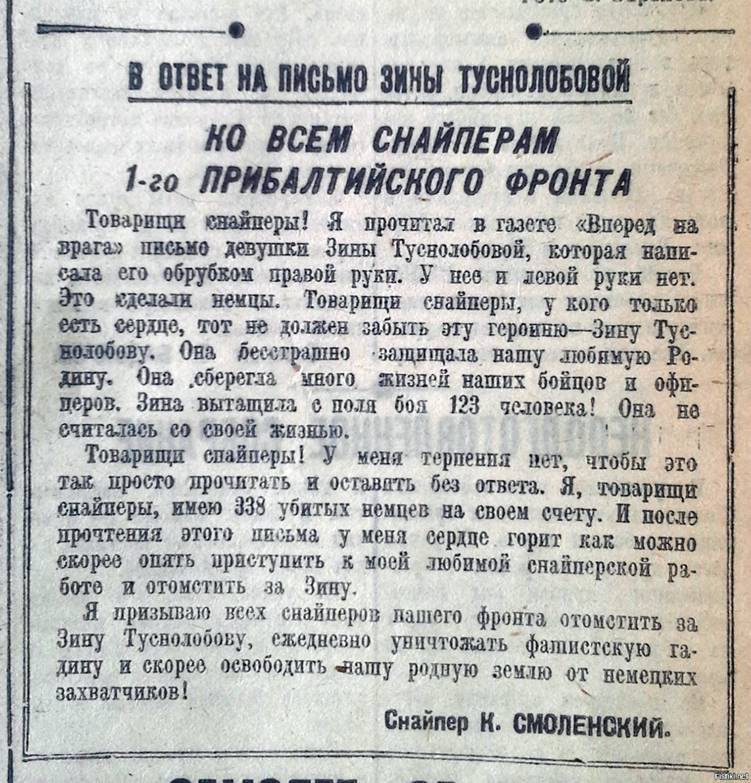 В ОТВЕТ НА ПИСЬМО ЗИНЫ ТУСНОЛОБОВОЙ
КО ВСЕМ СНАЙПЕРАМ
1-го ПРИБАЛТИЙСКОГО ФРОНТА
Товарищи снайперы! Я прочитал в газете «Вперед на
врага» письмо девушки Зины Туснолобовой, которая напи-
сала его обрубком правой руки. У нее и левой руки нет.
Это сделали немцы. Товарищи снайперы, у кого только
есть сердце, тот не должен забыть эту героиню—Зину Тус-
нолобову. Она бесстрашно защищала нашу любимую Ро-
дину. Она сберегла много жизней наших бойцов и офи-
церов. Зина вытащила с поля боя 123 человека! Она не
считалась со своей жизнью.
Товарищи снайперы! У меня терпения нет, чтобы это
так просто прочитать и оставить без ответа. Я, товарищи
снайперы, имею 338 убитых немцев на своем счету. И после
прочтения этого письма у меня сердце горит как можно
скорее опять приступить к моей любимой снайперской ра-
боте и отомстить за Зину.
Я призываю всех снайперов нашего фронта отомстить за
Зину Туснолобову, ежедневно уничтожать фашистскую га-
дину и скорее освободить нашу родную землю от немецких
захватчиков!
Снайпер К. СМОЛЕНСКИЙ.